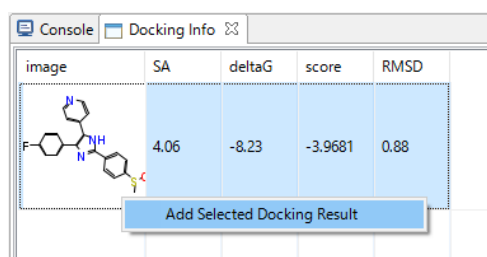 Console
Docking Info
image SA deltaG score RMSD
N
F
NH
N
S
4.06 -8.23 -3.9681 0.88
Add Selected Docking Result